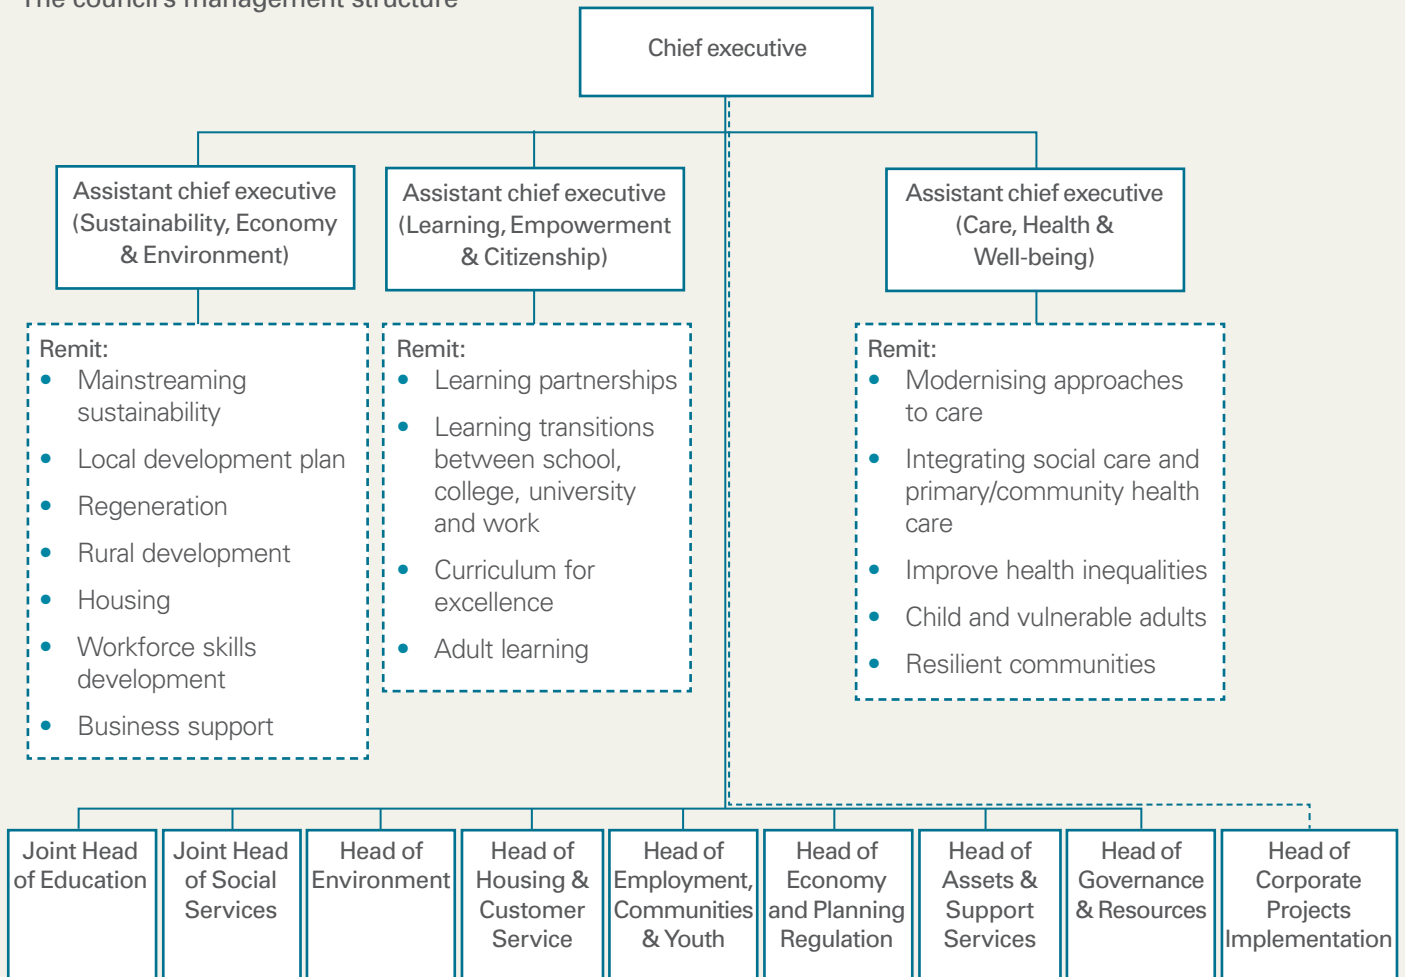 The council's management structure
Chief executive
Assistant chief executive
(Sustainability, Economy
& Environment)
Assistant chief executive
(Learning, Empowerment
& Citizenship)
Assistant chief executive
(Care, Health &
Well-being)
Remit:
• Mainstreaming
sustainability
• Local development plan
• Regeneration
• Rural development
• Housing
• Workforce skills
development
• Business support
Remit:
• Learning partnerships
• Learning transitions
between school,
college, university
and work
• Curriculum for
excellence
• Adult learning
Remit:
• Modernising approaches
to care
• Integrating social care and
primary/community health
care
• Improve health inequalities
• Child and vulnerable adults
• Resilient communities
Joint Head
of Education
Joint Head
of Social
Services
Head of
Environment
Head of
Housing &
Customer
Service
Head of
Employment,
Communities
& Youth
Head of
Economy
and Planning
Regulation
Head of
Assets &
Support
Services
Head of
Governance
& Resources
Head of
Corporate
Projects
Implementation